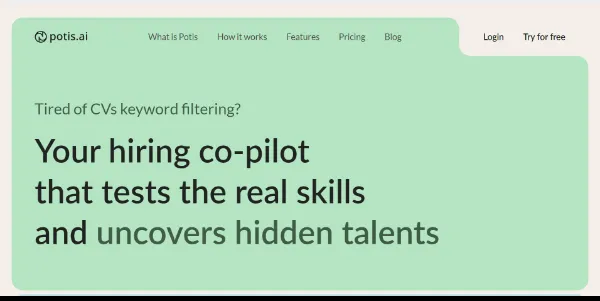 potis.ai What is Potis How it works Features Pricing Blog Login Try for free
Tired of CVs keyword filtering?
Your hiring co-pilot
that tests the real skills
and uncovers hidden talents